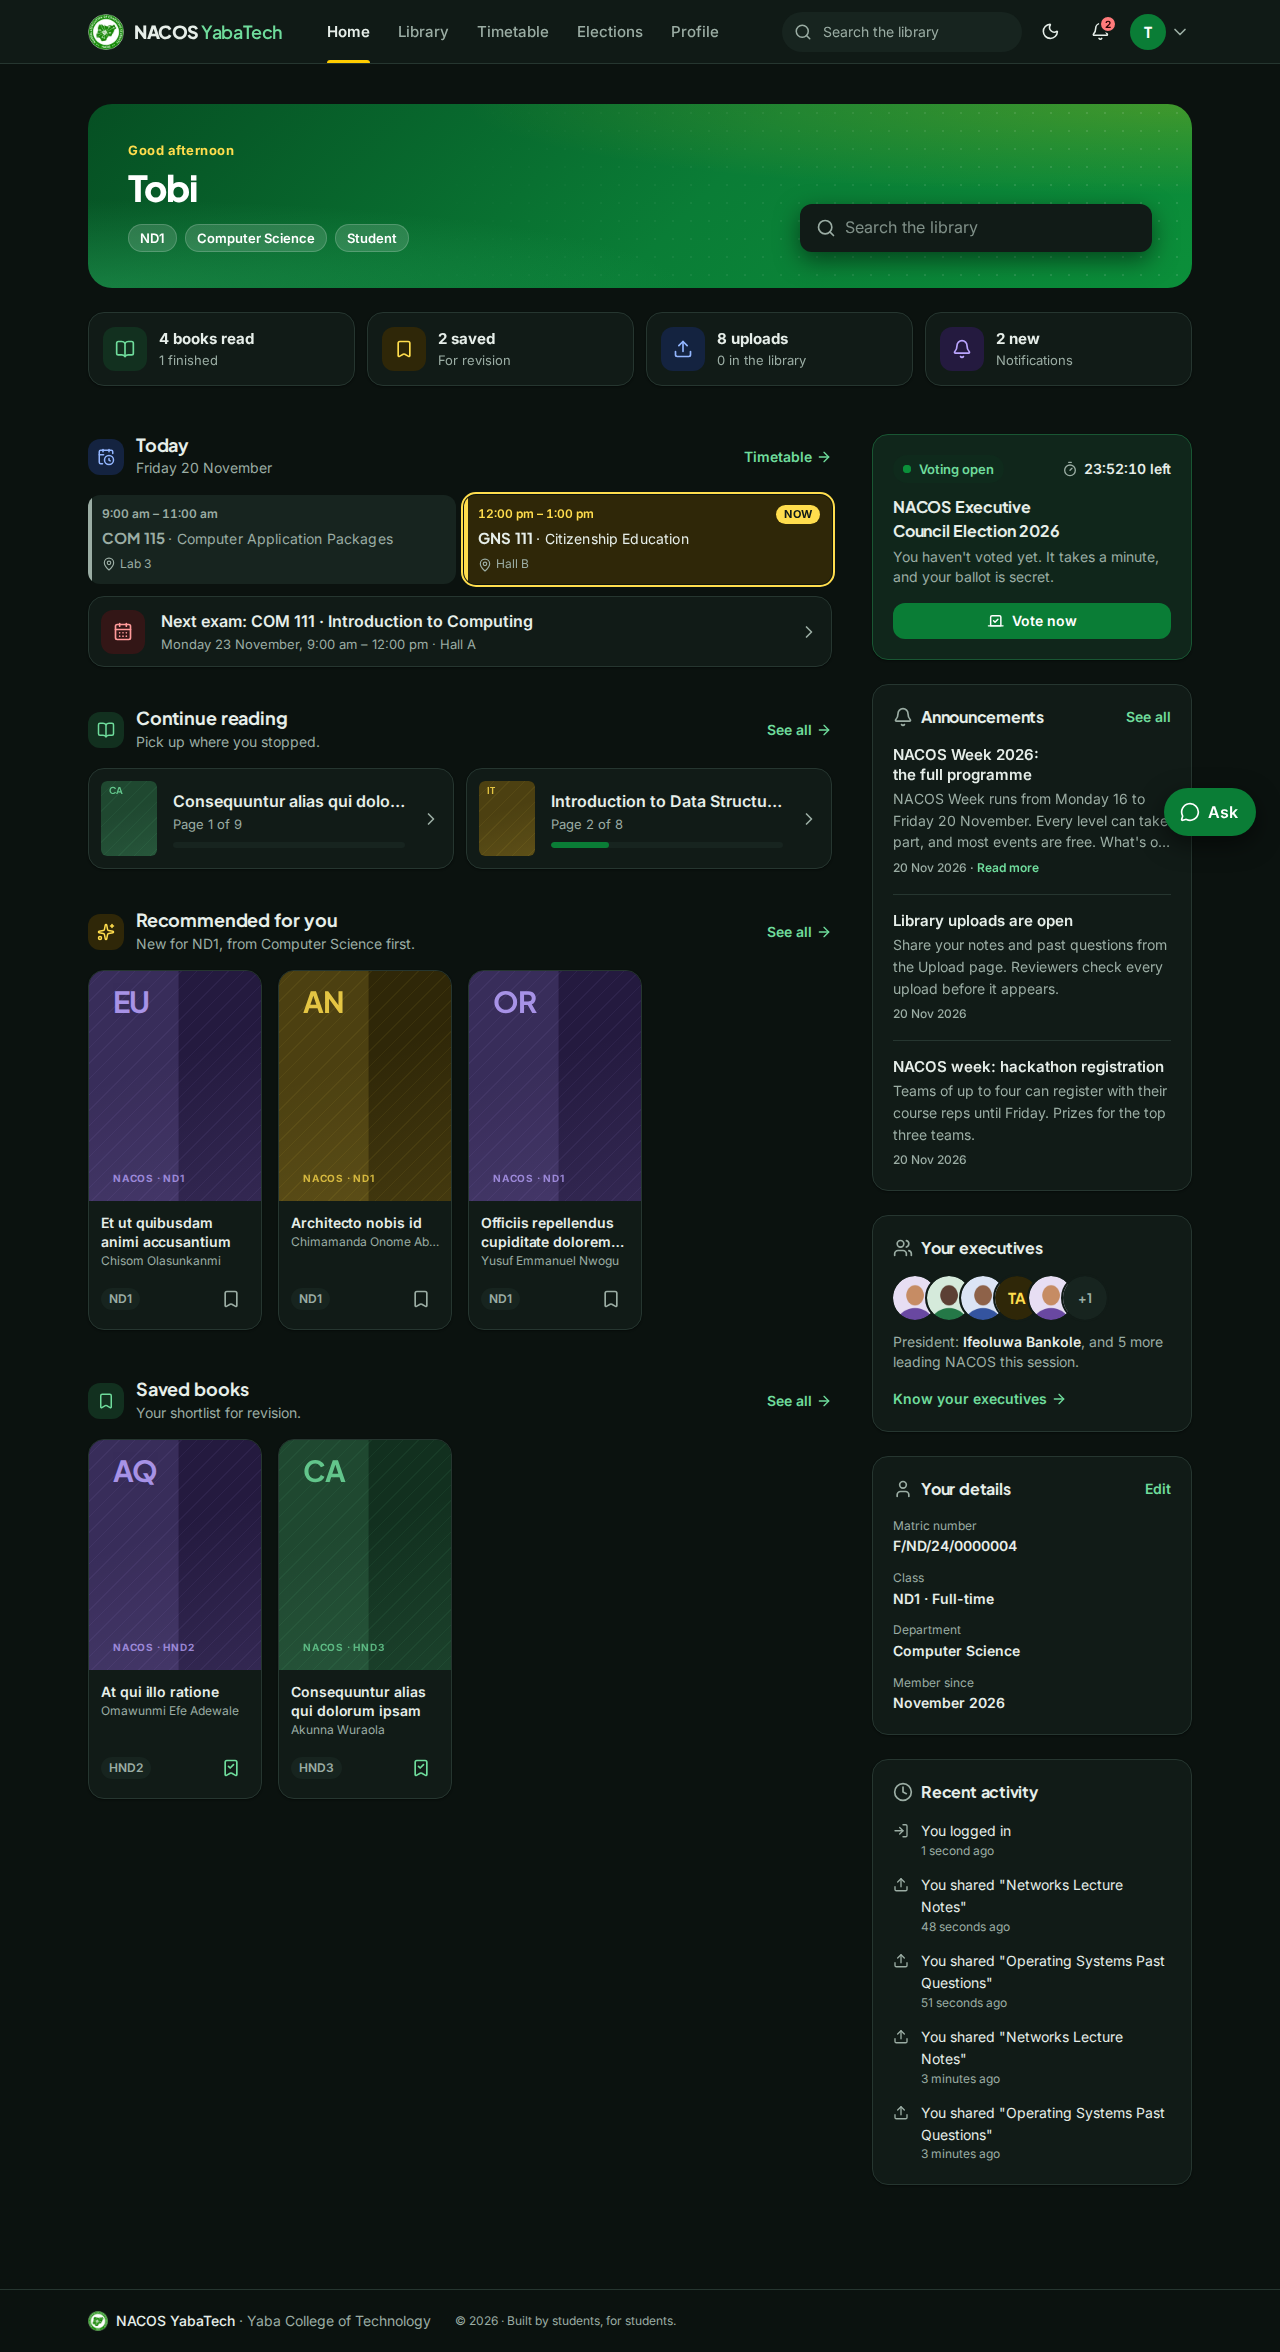 NACOS YabaTech
Home
Library
Timetable
Elections
Profile
Search the library
2
T
Good afternoon
Tobi
ND1
Computer Science
Student
Search the library
4 books read
1 finished
2 saved
For revision
8 uploads
0 in the library
2 new
Notifications
Today
Friday 20 November
Timetable →
9:00 am – 11:00 am
COM 115 · Computer Application Packages
Lab 3
12:00 pm – 1:00 pm
NOW
GNS 111 · Citizenship Education
Hall B
Next exam: COM 111 · Introduction to Computing
Monday 23 November, 9:00 am – 12:00 pm · Hall A
Continue reading
Pick up where you stopped.
See all →
CA
Consequuntur alias qui dolo...
Page 1 of 9
IT
Introduction to Data Structu...
Page 2 of 8
Recommended for you
New for ND1, from Computer Science first.
See all →
EU
NACOS · ND1
Et ut quibusdam
animi accusantium
Chisom Olasunkanmi
ND1
AN
NACOS · ND1
Architecto nobis id
Chimamanda Onome Ab...
ND1
OR
NACOS · ND1
Officiis repellendus
cupiditate dolorem...
Yusuf Emmanuel Nwogu
ND1
Saved books
Your shortlist for revision.
See all →
AQ
NACOS · HND2
At qui illo ratione
Omawunmi Efe Adewale
HND2
CA
NACOS · HND3
Consequuntur alias
qui dolorum ipsam
Akunna Wuraola
HND3
Voting open
23:52:10 left
NACOS Executive
Council Election 2026
You haven't voted yet. It takes a minute,
and your ballot is secret.
Vote now
Announcements
See all
NACOS Week 2026:
the full programme
NACOS Week runs from Monday 16 to
Friday 20 November. Every level can take
part, and most events are free. What's o...
20 Nov 2026 · Read more
Ask
Library uploads are open
Share your notes and past questions from
the Upload page. Reviewers check every
upload before it appears.
20 Nov 2026
NACOS week: hackathon registration
Teams of up to four can register with their
course reps until Friday. Prizes for the top
three teams.
20 Nov 2026
Your executives
TA
+1
President: Ifeoluwa Bankole, and 5 more
leading NACOS this session.
Know your executives →
Your details
Edit
Matric number
F/ND/24/0000004
Class
ND1 · Full-time
Department
Computer Science
Member since
November 2026
Recent activity
You logged in
1 second ago
You shared "Networks Lecture
Notes"
48 seconds ago
You shared "Operating Systems Past
Questions"
51 seconds ago
You shared "Networks Lecture
Notes"
3 minutes ago
You shared "Operating Systems Past
Questions"
3 minutes ago
NACOS YabaTech · Yaba College of Technology
© 2026 · Built by students, for students.